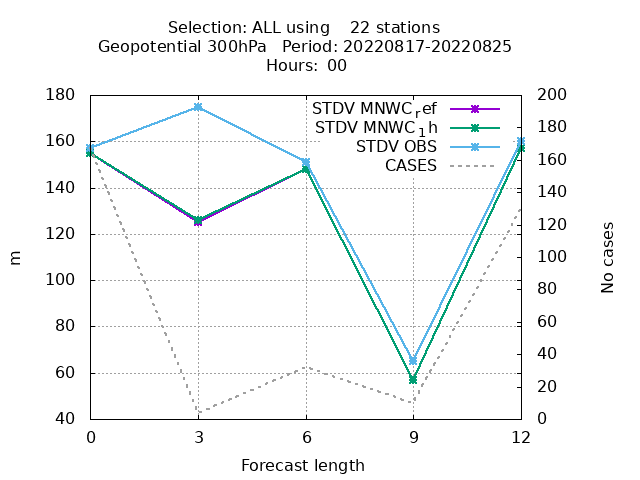 Selection: ALL using    22 stations
Geopotential 300hPa   Period: 20220817-20220825
Hours:  00
STDV MNWC_ref
STDV MNWC_1h
STDV OBS
CASES
180
160
140
120
100
80
60
40
m
200
180
160
140
120
100
80
60
40
20
0
No cases
0 3 6 9 12
Forecast length